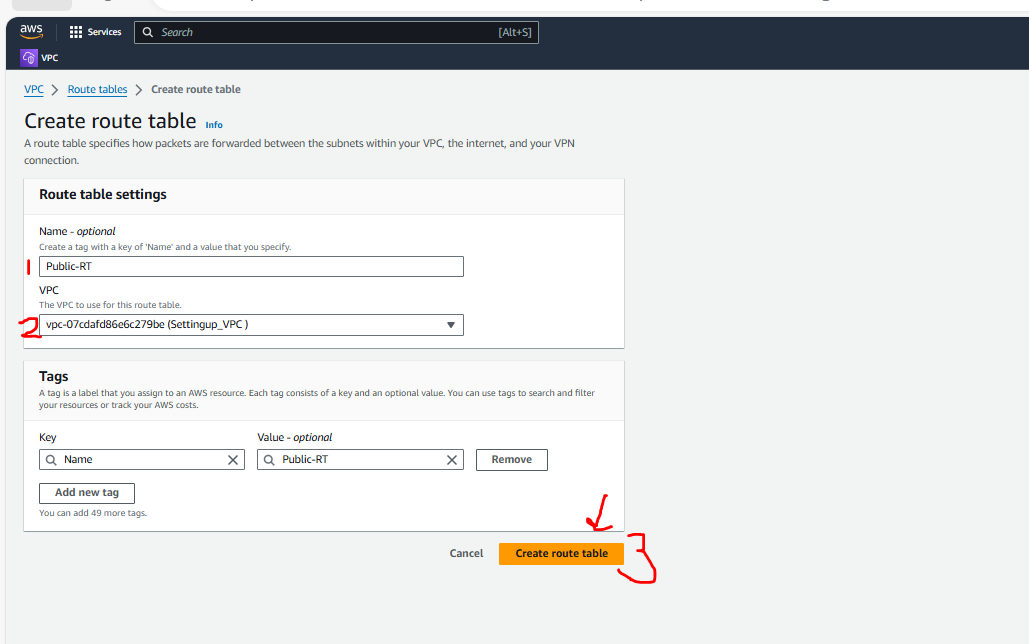 aws Services Search [Alt+S]
VPC
VPC Route tables Create route table
Create route table Info
A route table specifies how packets are forwarded between the subnets within your VPC, the internet, and your VPN
connection.
Route table settings
Name - optional
Create a tag with a key of 'Name' and a value that you specify.
1 Public-RT
VPC
The VPC to use for this route table.
2 vpc-07cdafd86e6c279be (Settingup_VPC )
Tags
A tag is a label that you assign to an AWS resource. Each tag consists of a key and an optional value. You can use tags to search and filter
your resources or track your AWS costs.
Key Value - optional
Name Public-RT Remove
Add new tag
You can add 49 more tags.
Cancel Create route table 3